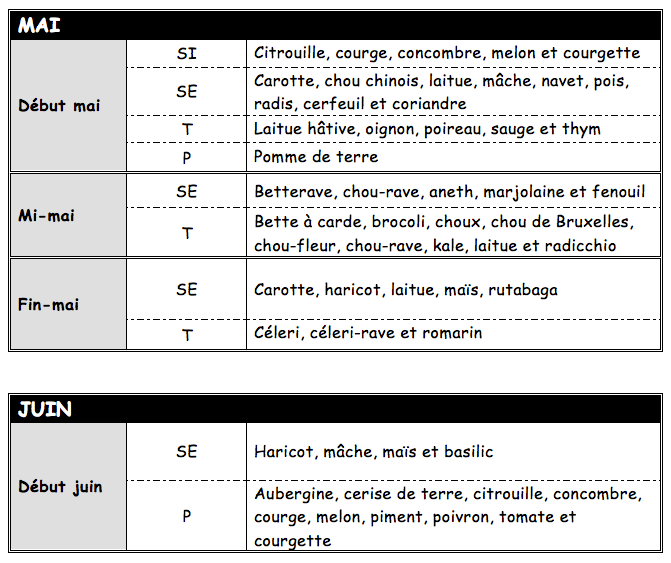 MAI
Début mai
SI
Citrouille, courge, concombre, melon et courgette
SE
Carotte, chou chinois, laitue, mâche, navet, pois,
radis, cerfeuil et coriandre
T
Laitue hâtive, oignon, poireau, sauge et thym
P
Pomme de terre
Mi-mai
SE
Betterave, chou-rave, aneth, marjolaine et fenouil
T
Bette à carde, brocoli, choux, chou de Bruxelles,
chou-fleur, chou-rave, kale, laitue et radicchio
Fin-mai
SE
Carotte, haricot, laitue, maïs, rutabaga
T
Céleri, céleri-rave et romarin
JUIN
Début juin
SE
Haricot, mâche, maïs et basilic
P
Aubergine, cerise de terre, citrouille, concombre,
courge, melon, piment, poivron, tomate et
courgette